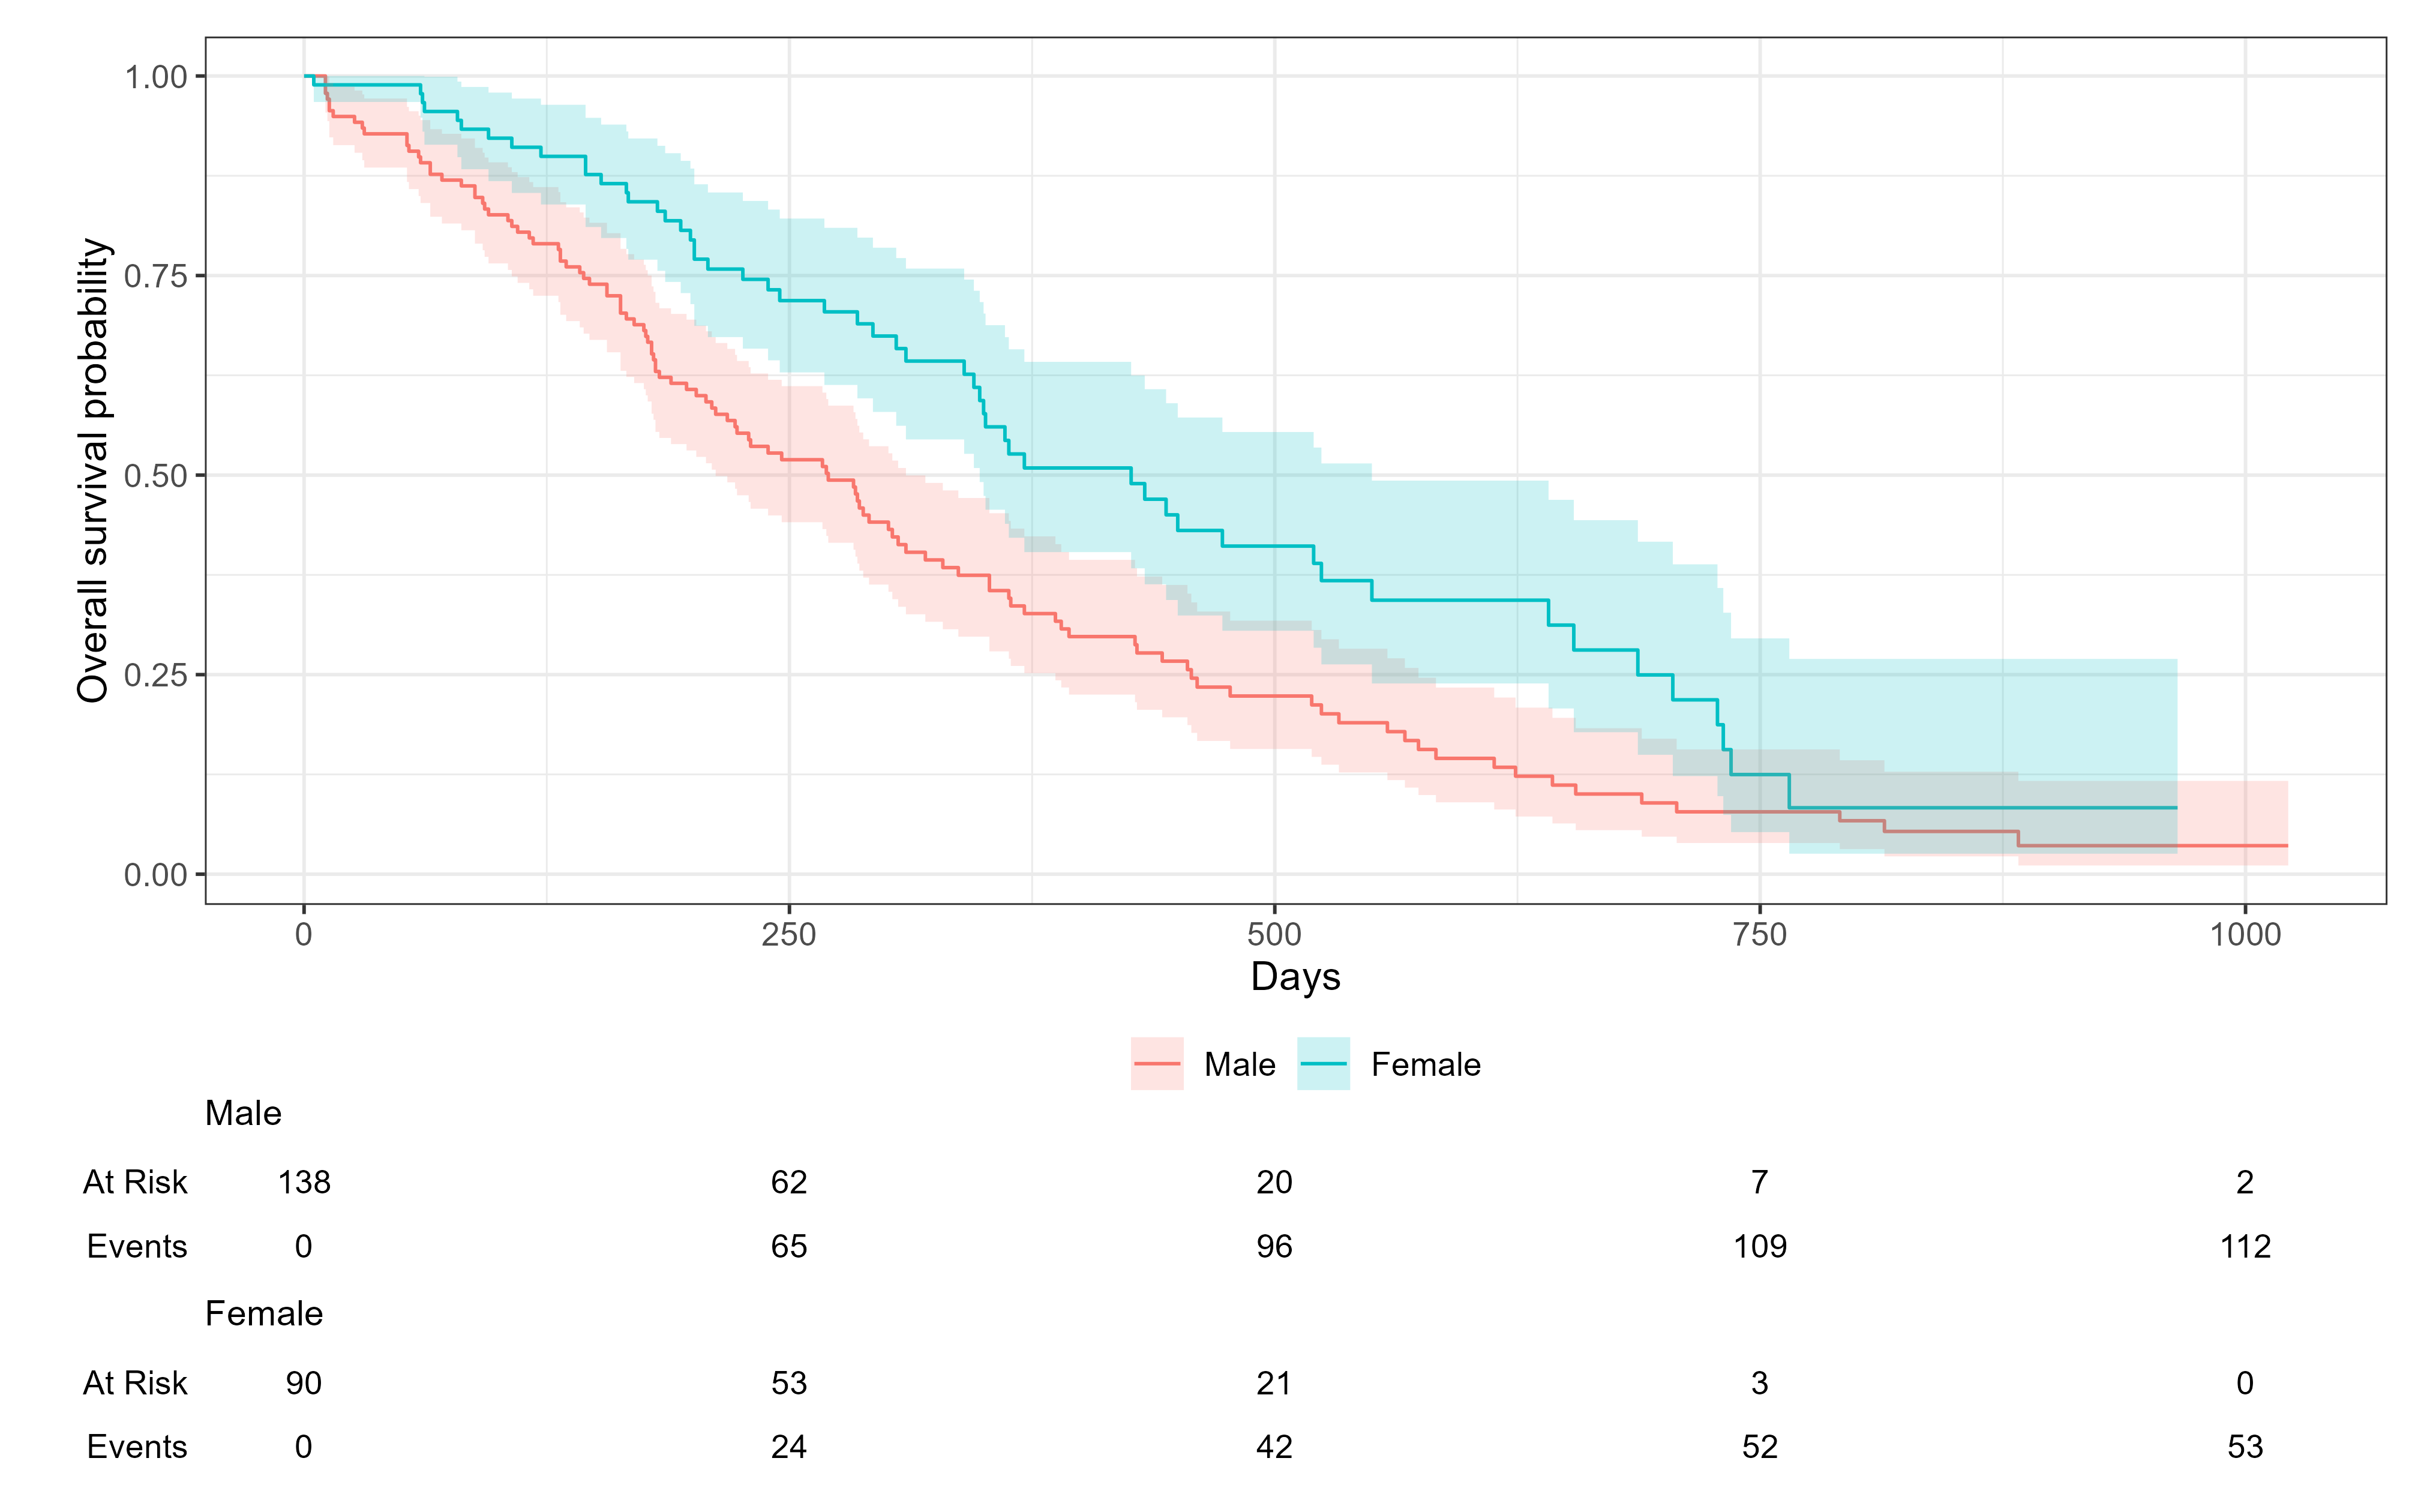 Overall survival probability
1.00
0.75
0.50
0.25
0.00
0 250 500 750 1000
Days
Male Female
Male
At Risk 138 62 20 7 2
Events 0 65 96 109 112
Female
At Risk 90 53 21 3 0
Events 0 24 42 52 53